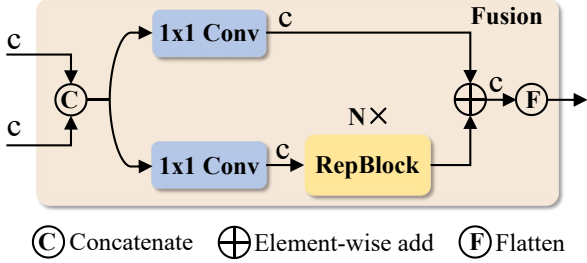 Fusion
c
1x1 Conv
c
C
c
c
F
N×
c
1x1 Conv
c
RepBlock
C Concatenate
Element-wise add
F Flatten